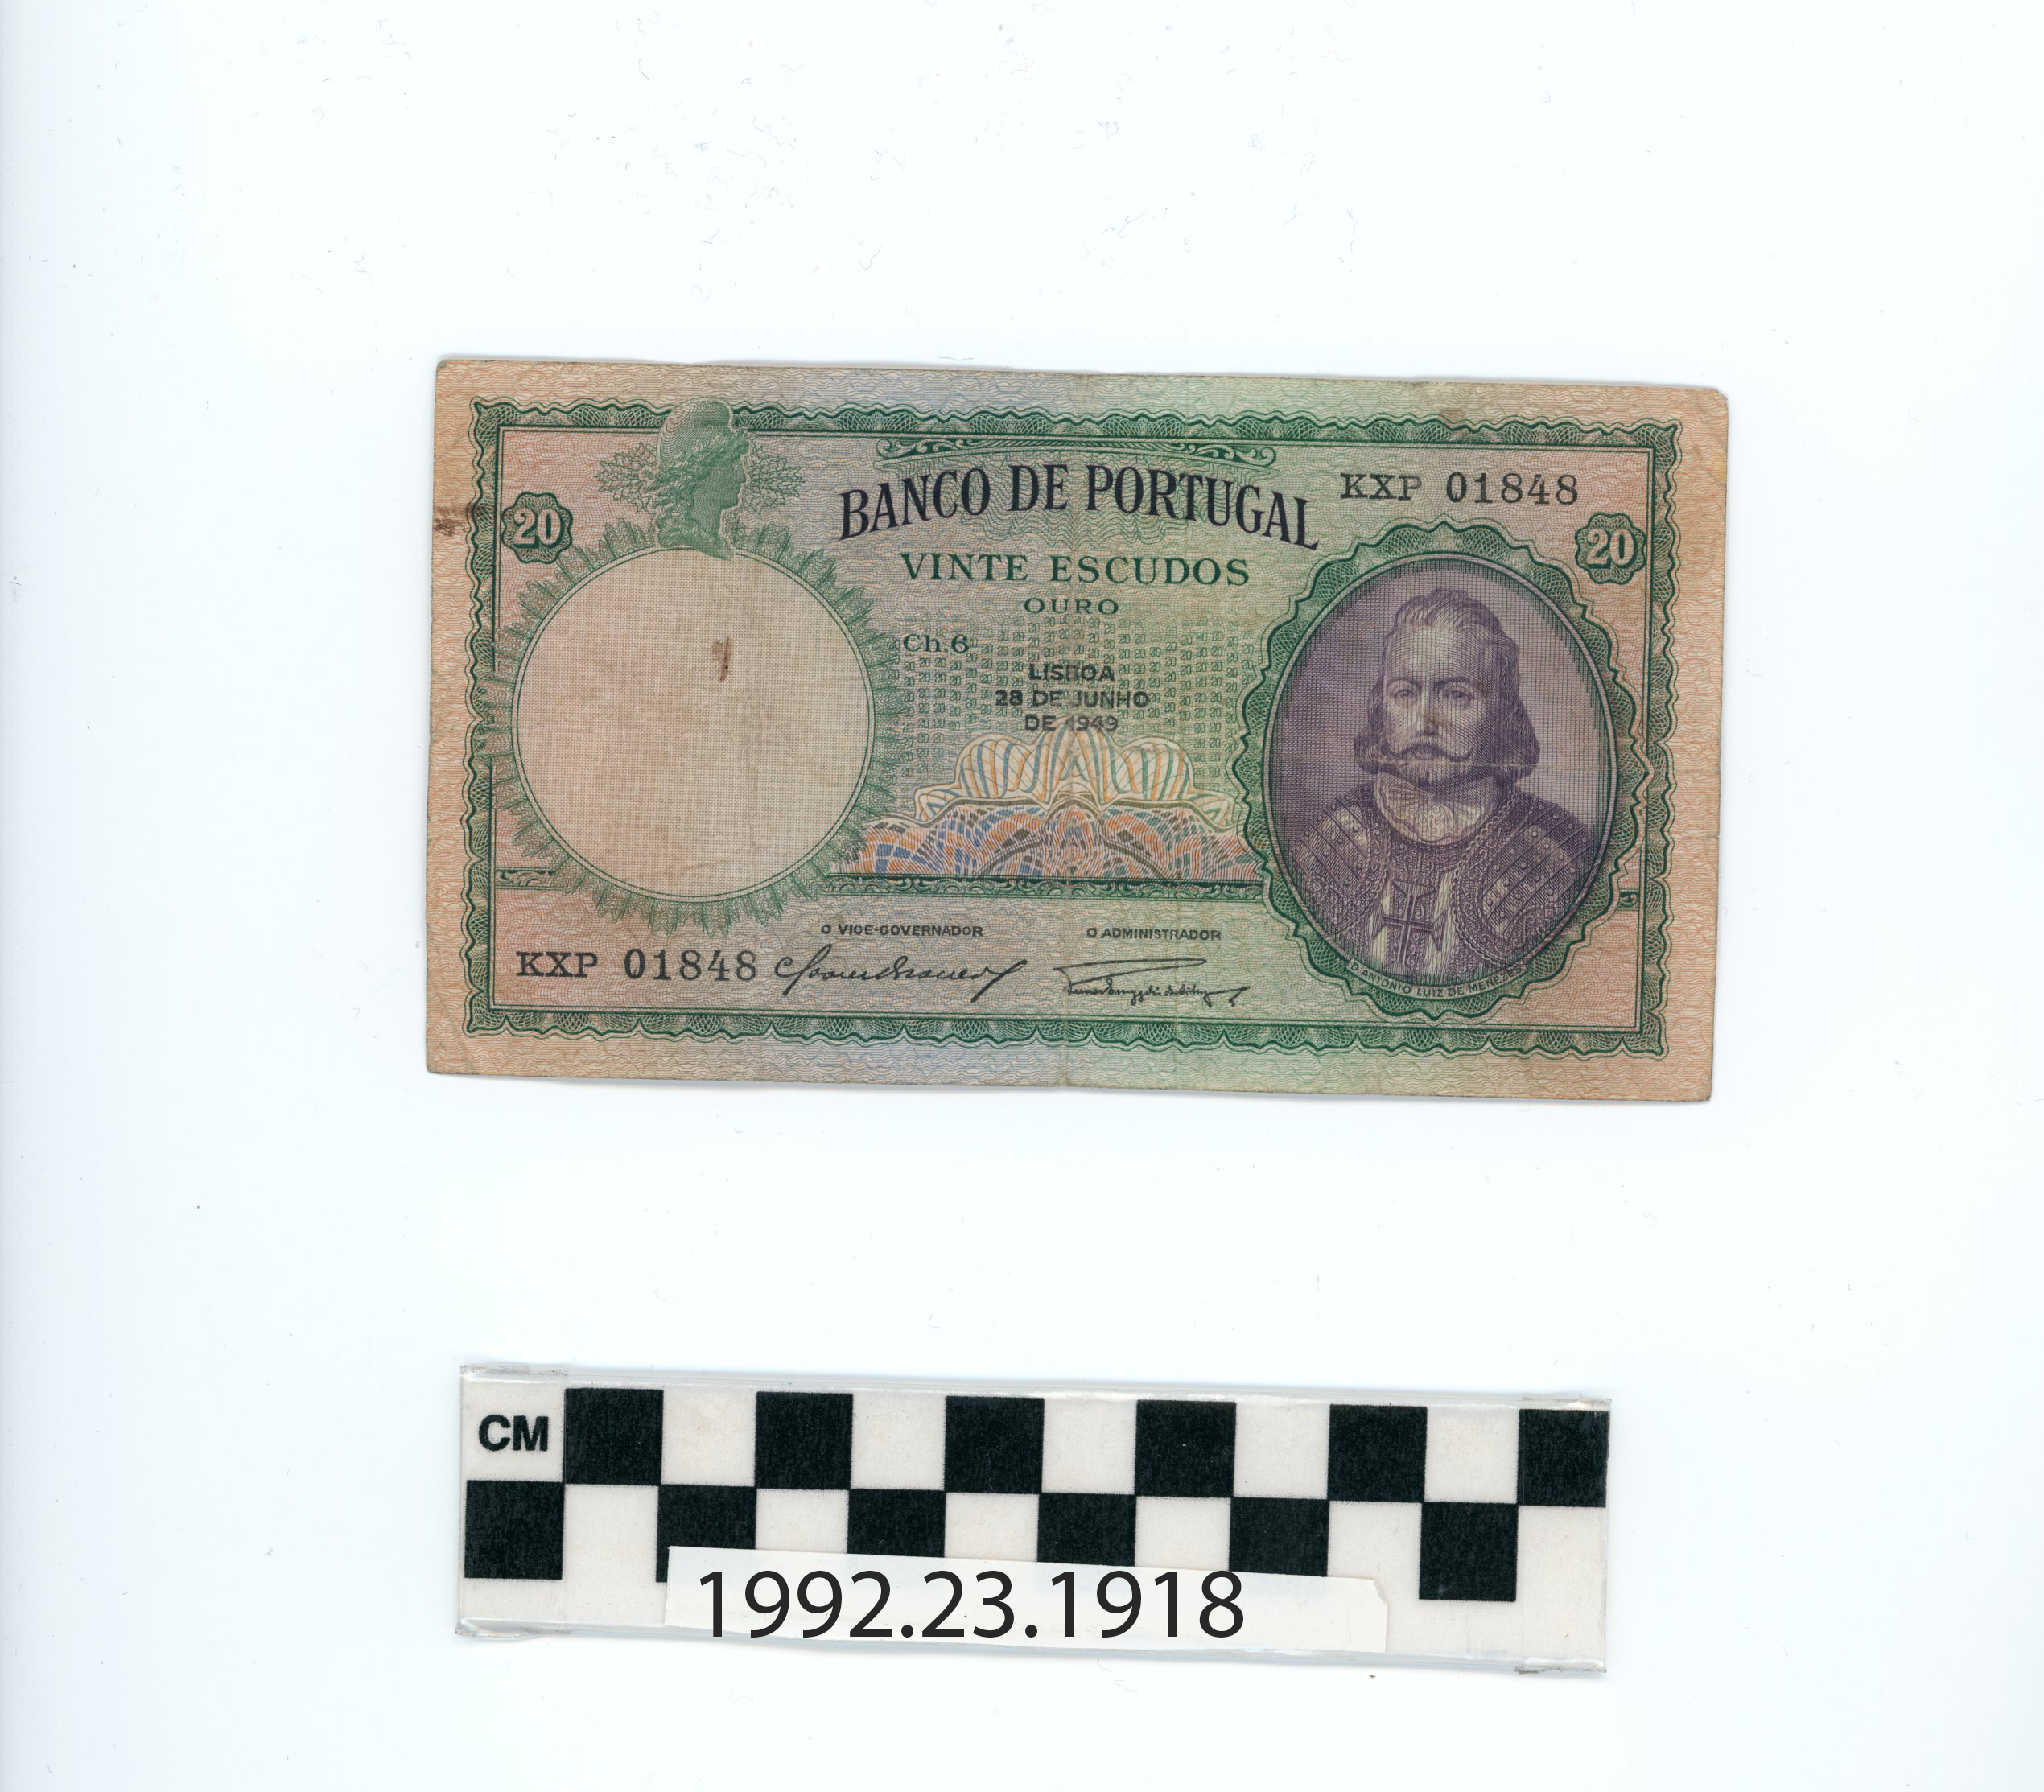 BANCO DE PORTUGAL
KXP 01848
20
20
VINTE ESCUDOS
OURO
Ch.6
LISBOA
28 DE JUNHO
DE 1949
O VICE-GOVERNADOR
O ADMINISTRADOR
KXP 01848
D. ANTONIO LUIZ DE MENEZES
CM
1992.23.1918